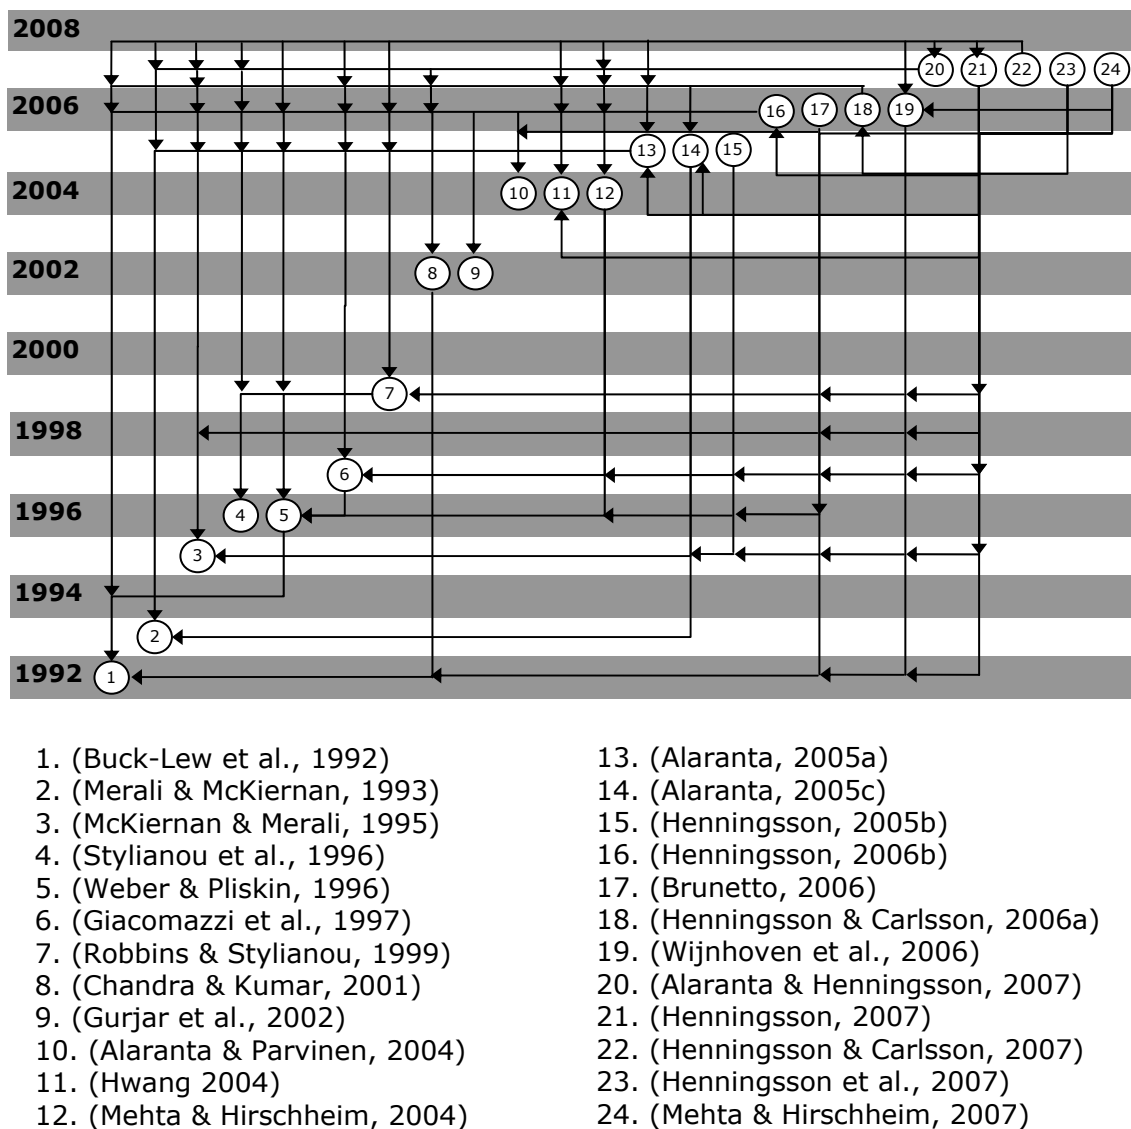 2008
20 21 22 23 24
2006
16 17 18 19
13 14 15
2004
10 11 12
2002
8 9
2000
7
1998
6
1996
4 5
3
1994
2
1992
1
1. (Buck-Lew et al., 1992)
2. (Merali & McKiernan, 1993)
3. (McKiernan & Merali, 1995)
4. (Stylianou et al., 1996)
5. (Weber & Pliskin, 1996)
6. (Giacomazzi et al., 1997)
7. (Robbins & Stylianou, 1999)
8. (Chandra & Kumar, 2001)
9. (Gurjar et al., 2002)
10. (Alaranta & Parvinen, 2004)
11. (Hwang 2004)
12. (Mehta & Hirschheim, 2004)
13. (Alaranta, 2005a)
14. (Alaranta, 2005c)
15. (Henningsson, 2005b)
16. (Henningsson, 2006b)
17. (Brunetto, 2006)
18. (Henningsson & Carlsson, 2006a)
19. (Wijnhoven et al., 2006)
20. (Alaranta & Henningsson, 2007)
21. (Henningsson, 2007)
22. (Henningsson & Carlsson, 2007)
23. (Henningsson et al., 2007)
24. (Mehta & Hirschheim, 2007)